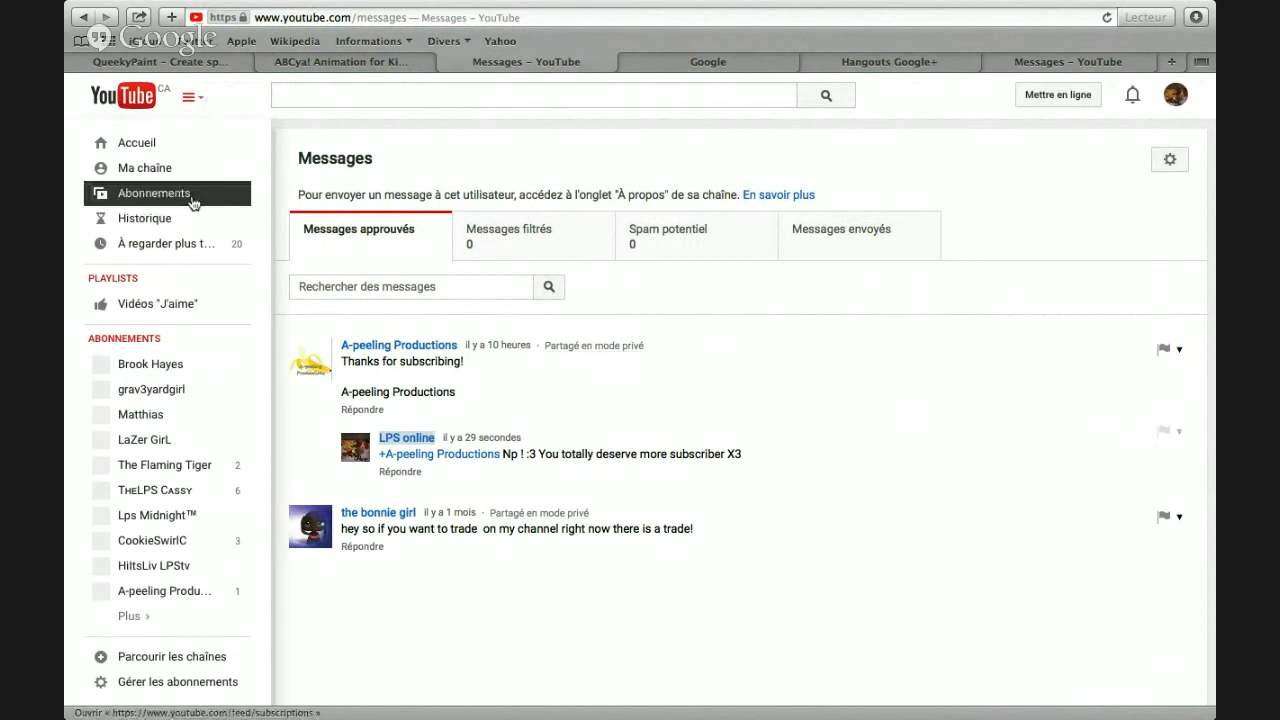 https www.youtube.com/messages — Messages – YouTube
Lecteur
Google
Apple Wikipedia Informations Divers Yahoo
QueekyPaint – Create sp...
ABCya! Animation for Ki...
Messages – YouTube
Google
Hangouts Google+
Messages – YouTube
YouTube CA
Mettre en ligne
Accueil
Ma chaîne
Abonnements
Historique
À regarder plus t... 20
PLAYLISTS
Vidéos "J'aime"
ABONNEMENTS
Brook Hayes
grav3yardgirl
Matthias
LaZer GirL
The Flaming Tiger 2
TheLPS Cassy 6
Lps Midnight™
CookieSwirlC 3
HiltsLiv LPStv
A-peeling Produ... 1
Plus ›
Parcourir les chaînes
Gérer les abonnements
Messages
Pour envoyer un message à cet utilisateur, accédez à l'onglet "À propos" de sa chaîne. En savoir plus
Messages approuvés
Messages filtrés
0
Spam potentiel
0
Messages envoyés
Rechercher des messages
A-peeling Productions il y a 10 heures · Partagé en mode privé
Thanks for subscribing!
A-peeling Productions
Répondre
LPS online il y a 29 secondes
+A-peeling Productions Np ! :3 You totally deserve more subscriber X3
Répondre
the bonnie girl il y a 1 mois · Partagé en mode privé
hey so if you want to trade on my channel right now there is a trade!
Répondre
Ouvrir « https://www.youtube.com/feed/subscriptions »